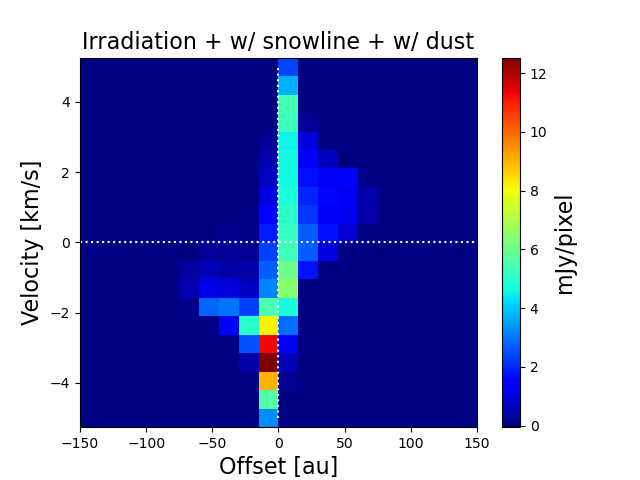 Irradiation + w/ snowline + w/ dust
Velocity [km/s]
4
2
0
−2
−4
−150 −100 −50 0 50 100 150
Offset [au]
12
10
8
6
4
2
0
mJy/pixel